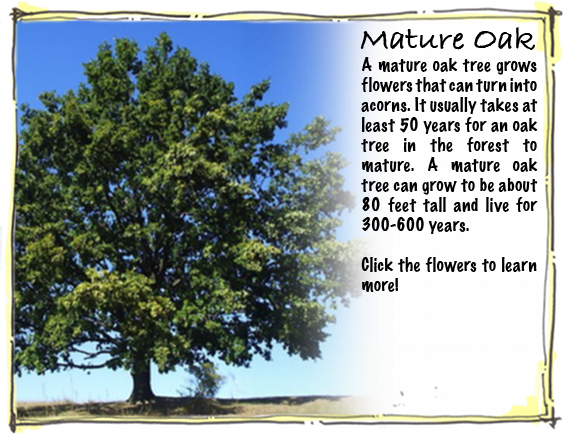 Mature Oak
A mature oak tree grows
flowers that can turn into
acorns. It usually takes at
least 50 years for an oak
tree in the forest to
mature. A mature oak
tree can grow to be about
80 feet tall and live for
300-600 years.
Click the flowers to learn
more!